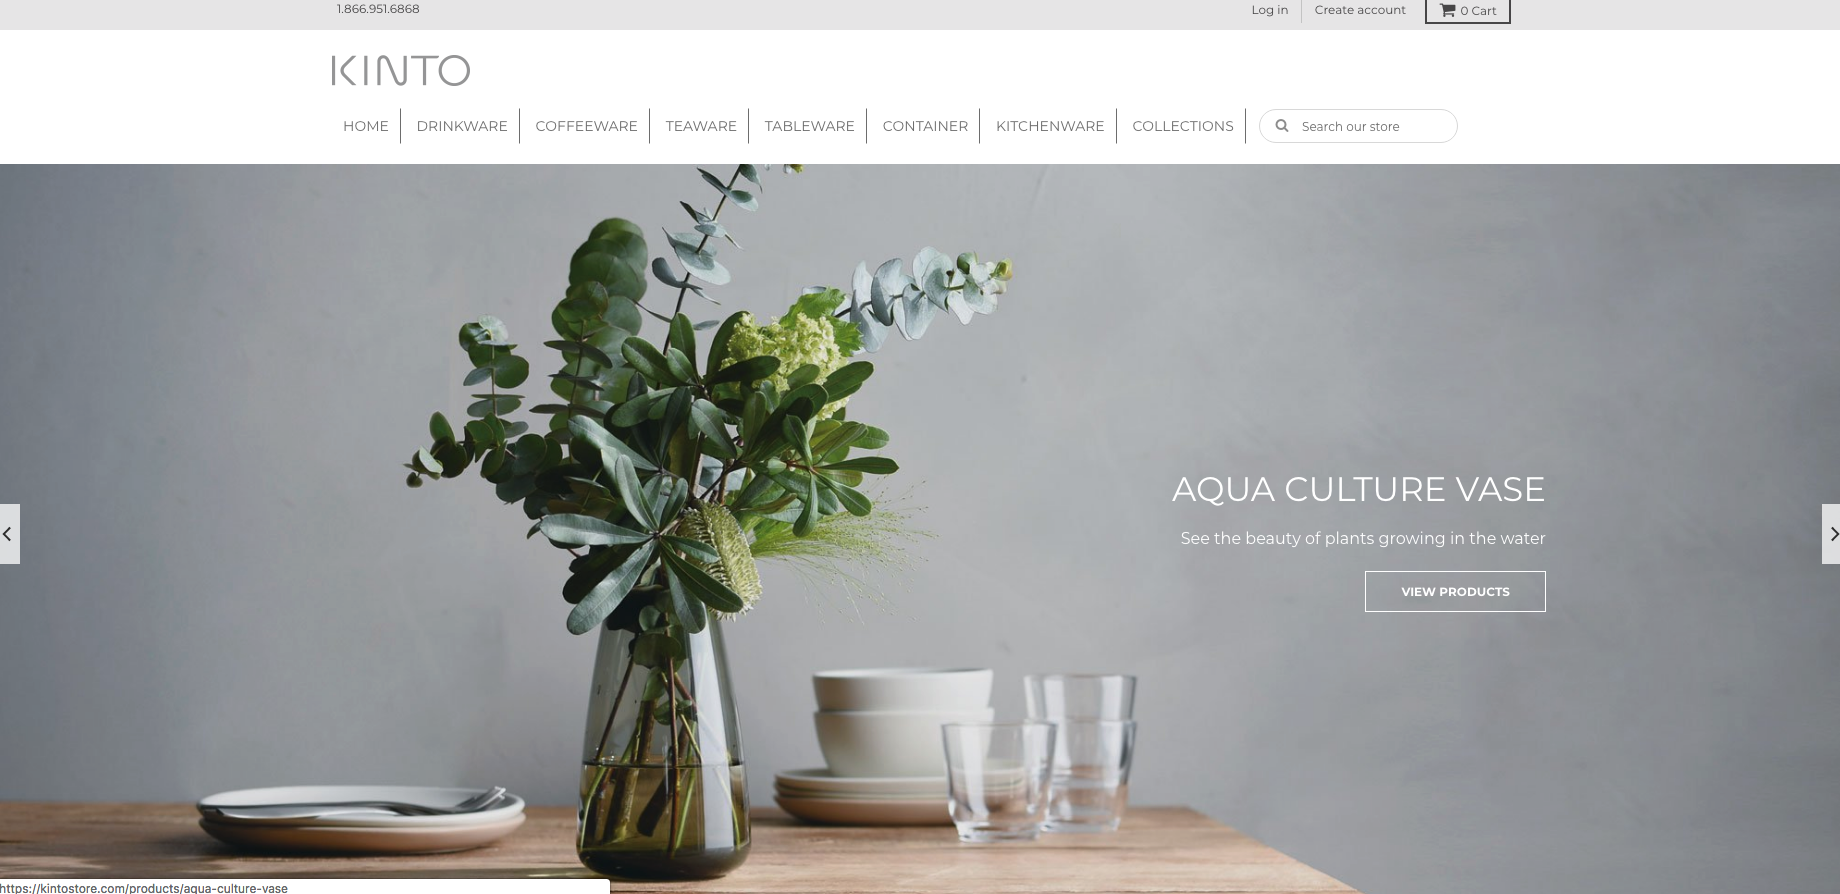 1.866.951.6868
Log in
Create account
0 Cart
KINTO
HOME
DRINKWARE
COFFEEWARE
TEAWARE
TABLEWARE
CONTAINER
KITCHENWARE
COLLECTIONS
Search our store
AQUA CULTURE VASE
See the beauty of plants growing in the water
VIEW PRODUCTS
https://kintostore.com/products/aqua-culture-vase